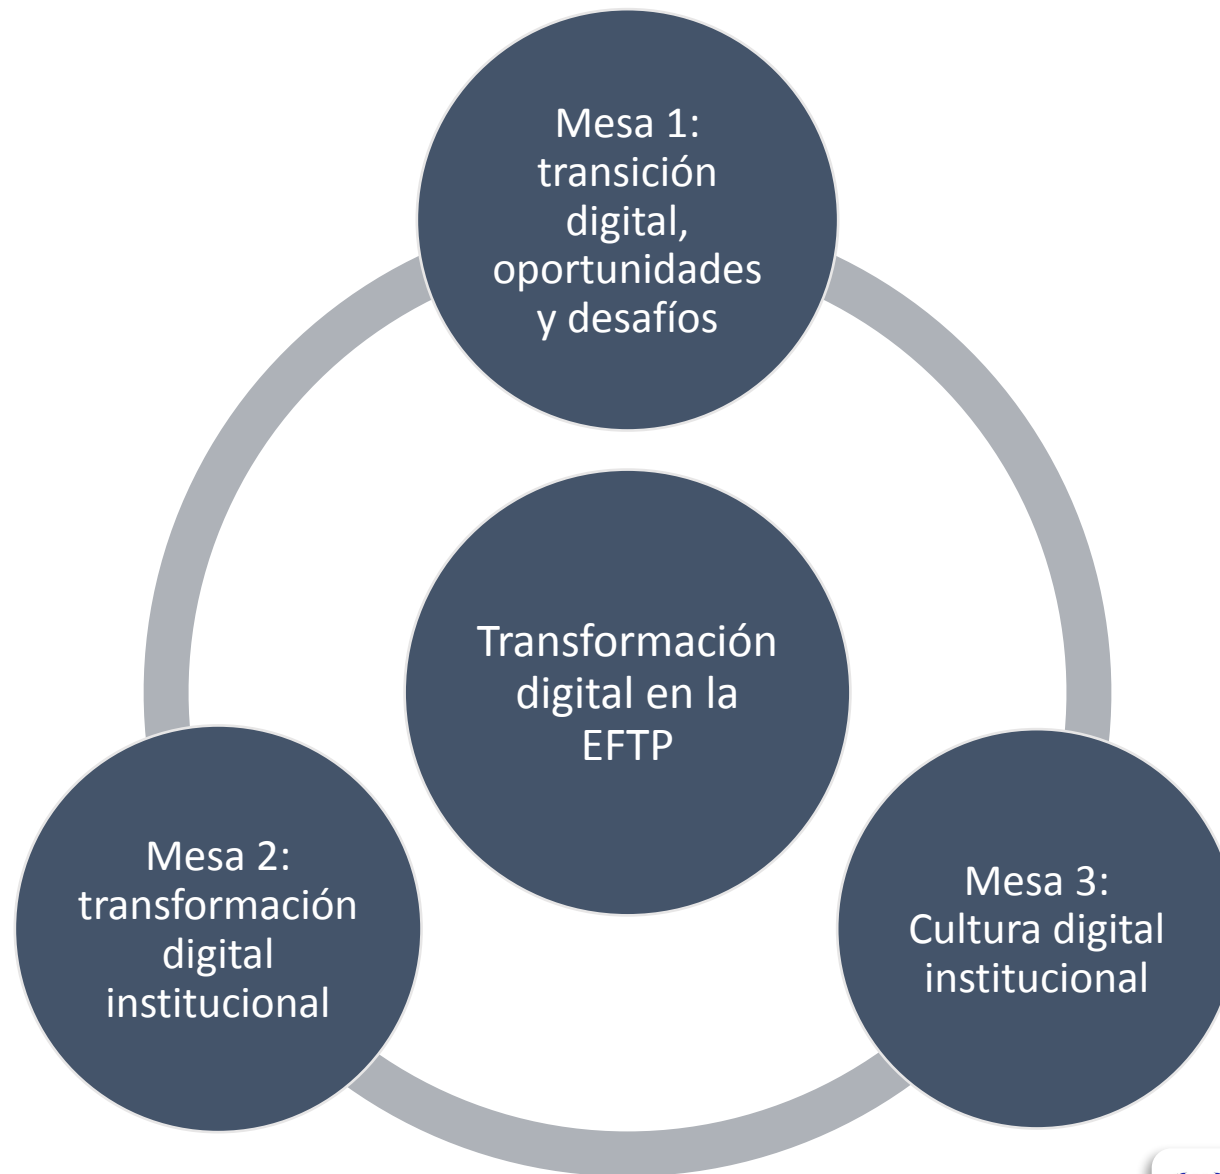 Mesa 1:
transición
digital,
oportunidades
y desafíos
Transformación
digital en la
EFTP
Mesa 2:
transformación
digital
institucional
Mesa 3:
Cultura digital
institucional